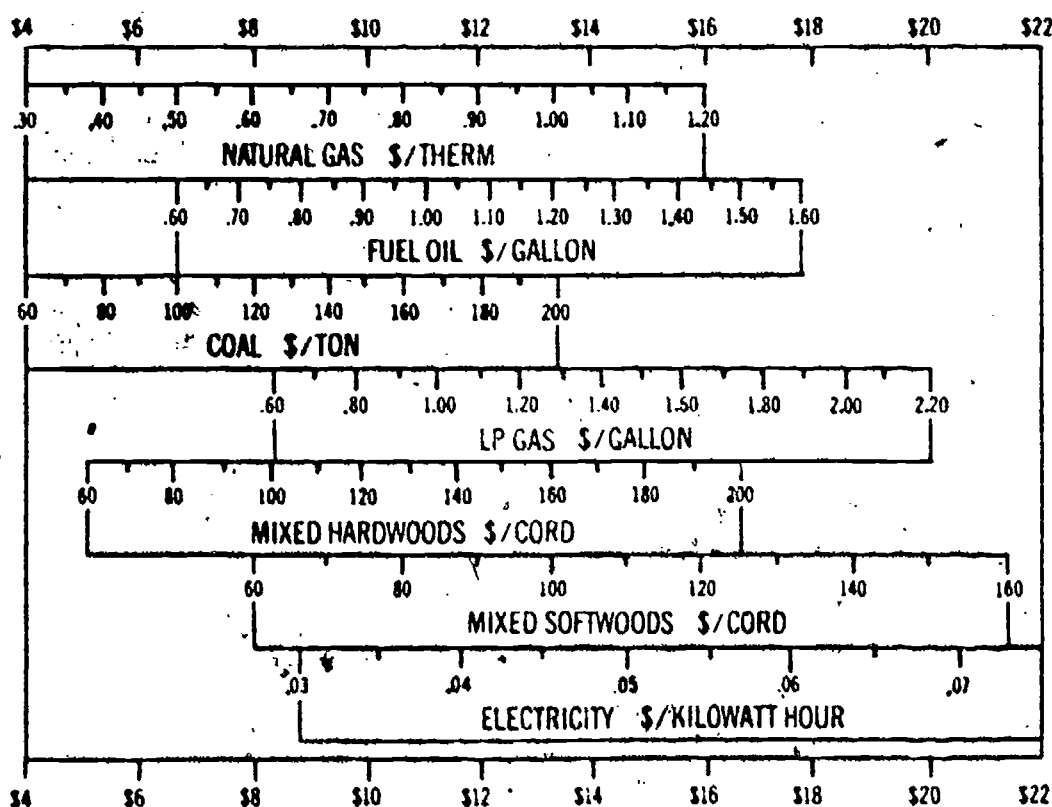 $4 $6 $8 $10 $12 $14 $16 $18 $20 $22
.30 .40 .50 .60 .70 .80 .90 1.00 1.10 1.20
NATURAL GAS $/THERM
.60 .70 .80 .90 1.00 1.10 1.20 1.30 1.40 1.50 1.60
FUEL OIL $/GALLON
60 80 100 120 140 160 180 200
COAL $/TON
.60 .80 1.00 1.20 1.40 1.60 1.80 2.00 2.20
LP GAS $/GALLON
60 80 100 120 140 160 180 200
MIXED HARDWOODS $/CORD
60 80 100 120 140 160
MIXED SOFTWOODS $/CORD
.03 .04 .05 .06 .07
ELECTRICITY $/KILOWATT HOUR
$4 $6 $8 $10 $12 $14 $16 $18 $20 $22